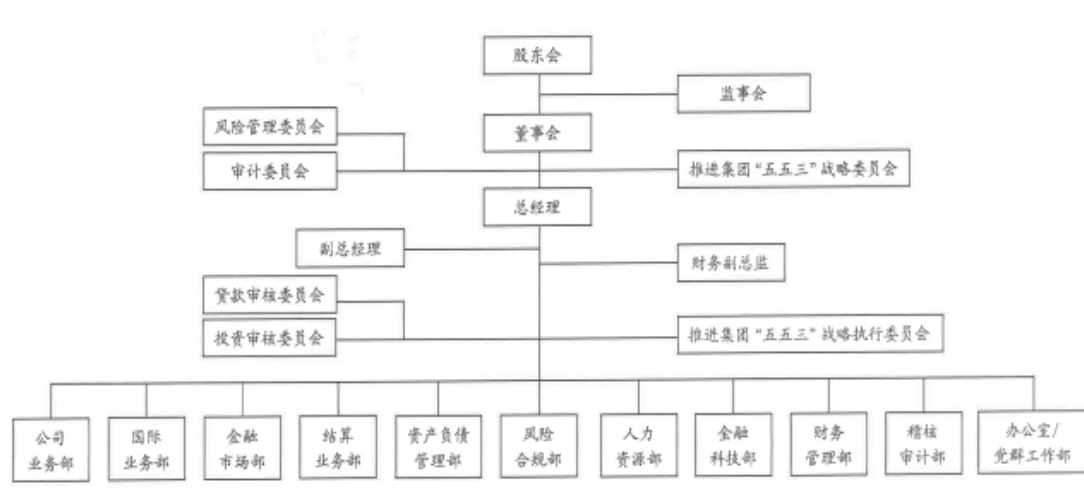 股东会
监事会
风险管理委员会
董事会
审计委员会
推进集团“五五三”战略委员会
总经理
副总经理
财务副总监
贷款审核委员会
投资审核委员会
推进集团“五五三”战略执行委员会
公司
业务部
国际
业务部
金融
市场部
结算
业务部
资产负债
管理部
风险
合规部
人力
资源部
金融
科技部
财务
管理部
稽核
审计部
办公室/
党群工作部